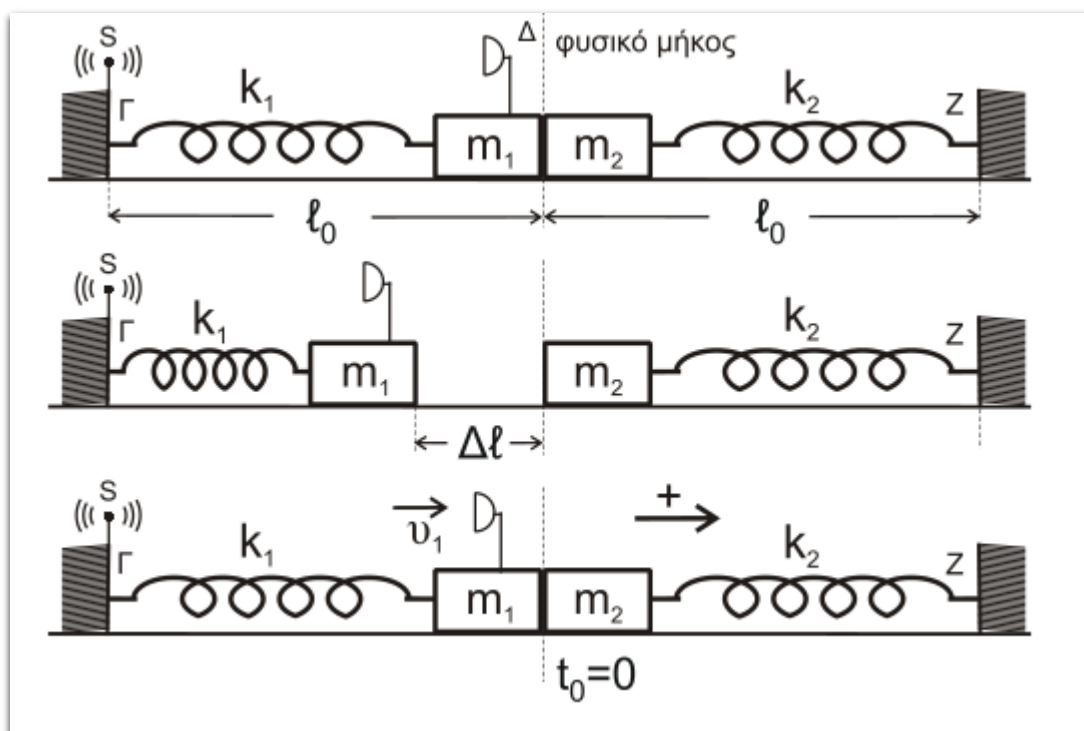 S Δ φυσικό μήκος
Γ k₁ k₂ Z
m₁ m₂
ℓ₀ ℓ₀
S
Γ k₁ k₂ Z
m₁ m₂
Δℓ
S +
Γ k₁ υ₁ k₂ Z
m₁ m₂
t₀=0